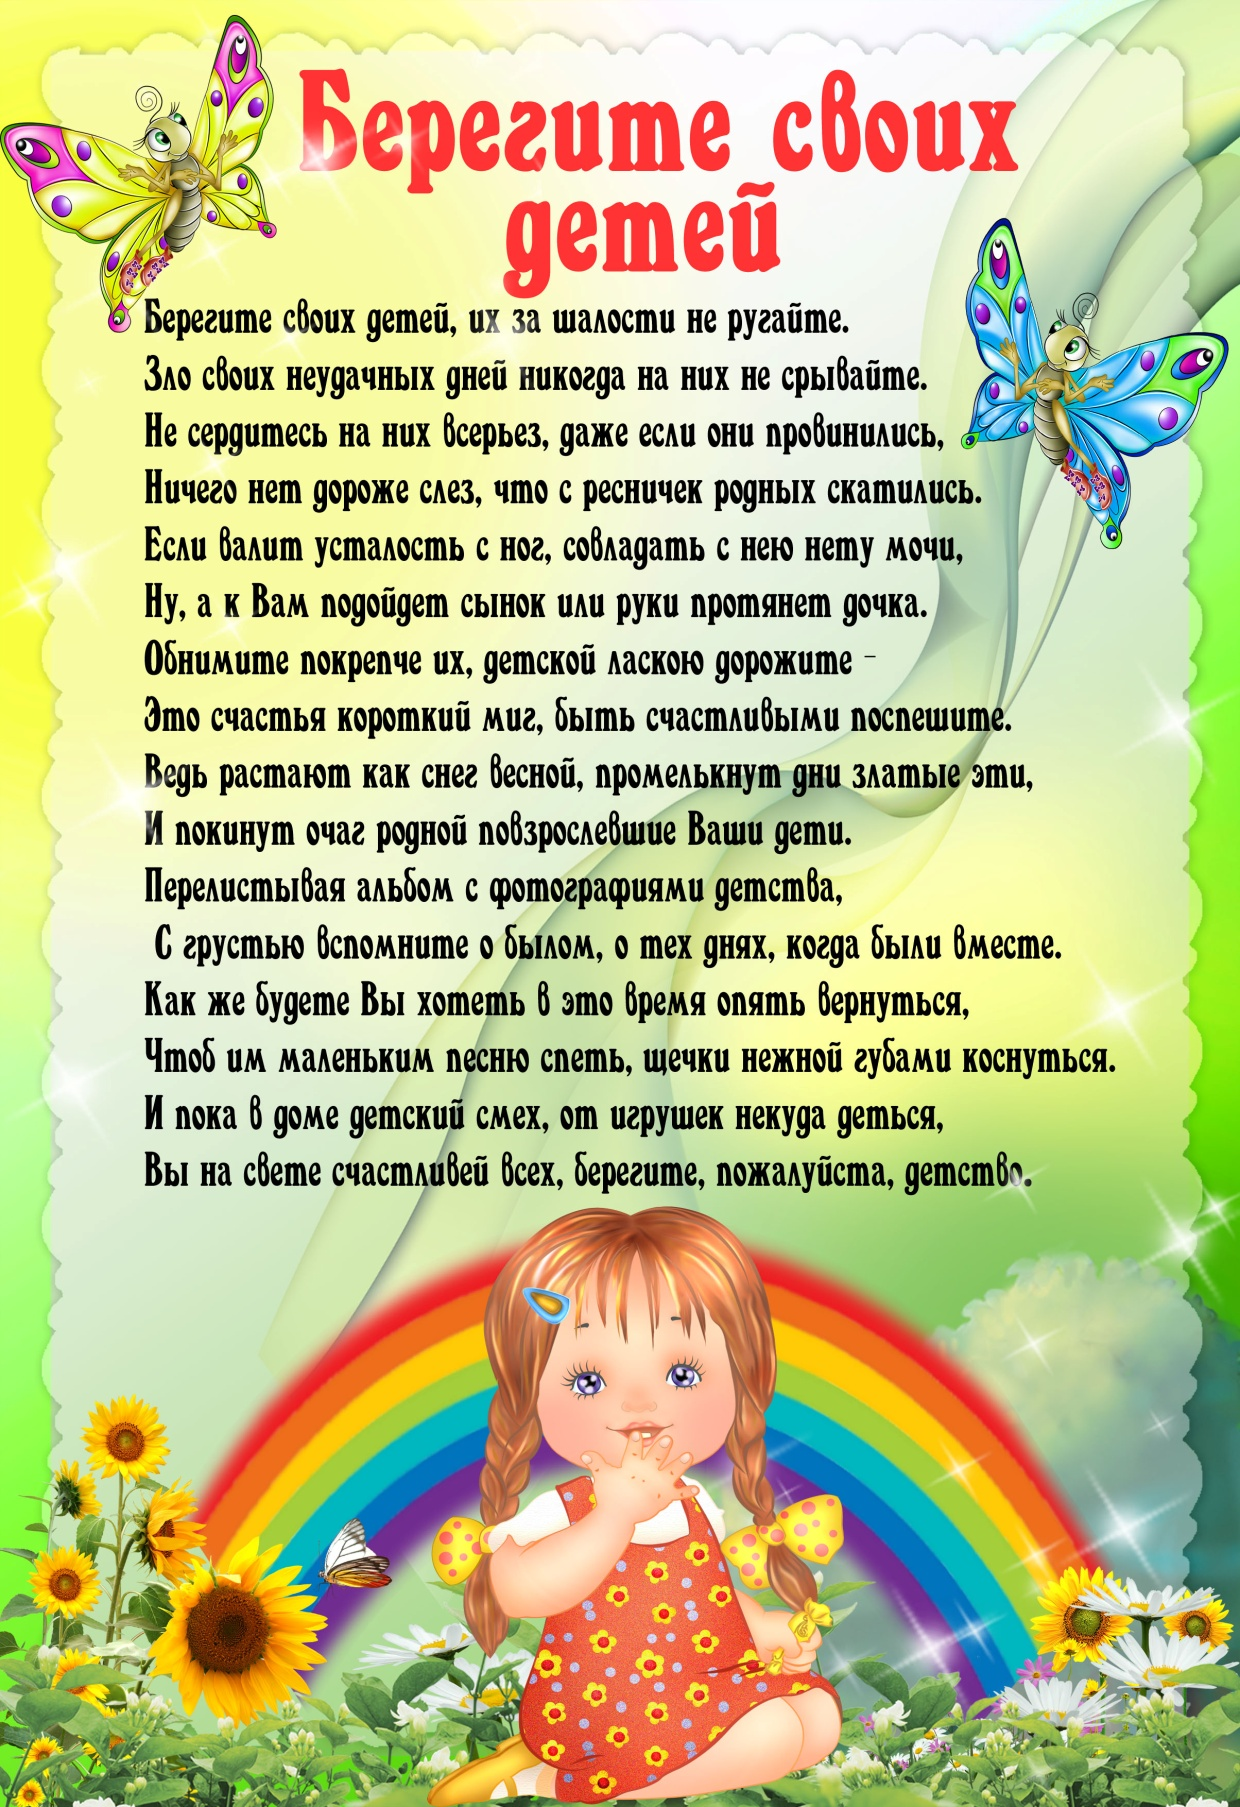 Берегите своих
детей
Берегите своих детей, их за шалости не ругайте.
Зло своих неудачных дней никогда на них не срывайте.
Не сердитесь на них всерьез, даже если они провинились,
Ничего нет дороже слез, что с ресничек родных скатились.
Если валит усталость с ног, совладать с нею нету мочи,
Ну, а к Вам подойдет сынок или руки протянет дочка.
Обнимите покрепче их, детской ласкою дорожите –
Это счастья короткий миг, быть счастливыми поспешите.
Ведь растают как снег весной, промелькнут дни златые эти,
И покинут очаг родной повзрослевшие Ваши дети.
Перелистывая альбом с фотографиями детства,
С грустью вспомните о былом, о тех днях, когда были вместе.
Как же будете Вы хотеть в это время опять вернуться,
Чтоб им маленьким песню спеть, щечки нежной губами коснуться.
И пока в доме детский смех, от игрушек некуда деться,
Вы на свете счастливей всех, берегите, пожалуйста, детство.